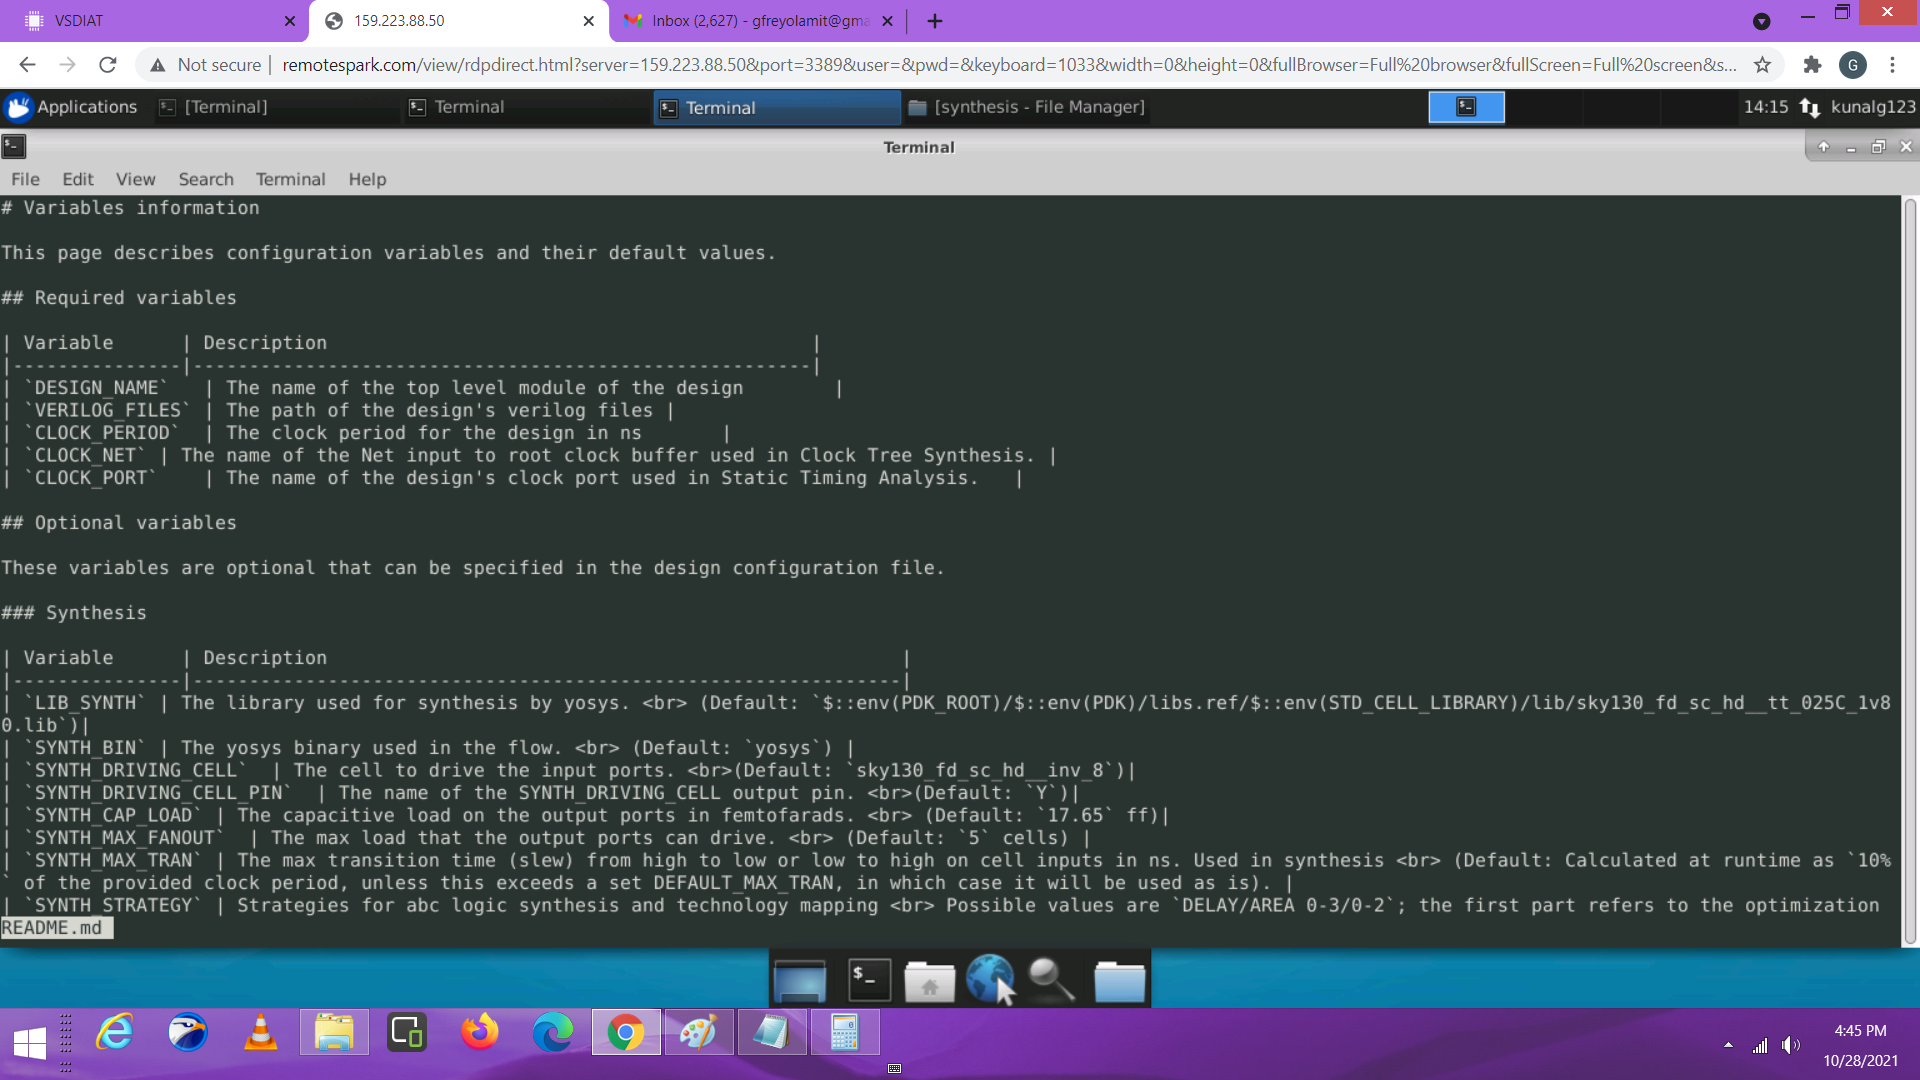 VSDIAT
159.223.88.50
Inbox (2,627) - gfreyolamit@gma
Not secure
remotespark.com/view/rdpdirect.html?server=159.223.88.50&port=3389&user=&pwd=&keyboard=1033&width=0&height=0&fullBrowser=Full%20browser&fullScreen=Full%20screen&s...
G
Applications
[Terminal]
Terminal
Terminal
[synthesis - File Manager]
14:15
kunalg123
Terminal
File Edit View Search Terminal Help
# Variables information
This page describes configuration variables and their default values.
## Required variables
| Variable      | Description                                           |
|---------------|-------------------------------------------------------|
| `DESIGN_NAME`   | The name of the top level module of the design        |
| `VERILOG_FILES` | The path of the design's verilog files |
| `CLOCK_PERIOD`  | The clock period for the design in ns       |
| `CLOCK_NET` | The name of the Net input to root clock buffer used in Clock Tree Synthesis. |
| `CLOCK_PORT`    | The name of the design's clock port used in Static Timing Analysis.   |
## Optional variables
These variables are optional that can be specified in the design configuration file.
### Synthesis
| Variable      | Description                                                   |
|---------------|---------------------------------------------------------------|
| `LIB_SYNTH` | The library used for synthesis by yosys. <br> (Default: `$::env(PDK_ROOT)/$::env(PDK)/libs.ref/$::env(STD_CELL_LIBRARY)/lib/sky130_fd_sc_hd__tt_025C_1v8
0.lib`)|
| `SYNTH_BIN` | The yosys binary used in the flow. <br> (Default: `yosys`) |
| `SYNTH_DRIVING_CELL`  | The cell to drive the input ports. <br>(Default: `sky130_fd_sc_hd__inv_8`)|
| `SYNTH_DRIVING_CELL_PIN`  | The name of the SYNTH_DRIVING_CELL output pin. <br>(Default: `Y`)|
| `SYNTH_CAP_LOAD` | The capacitive load on the output ports in femtofarads. <br> (Default: `17.65` ff)|
| `SYNTH_MAX_FANOUT`  | The max load that the output ports can drive. <br> (Default: `5` cells) |
| `SYNTH_MAX_TRAN` | The max transition time (slew) from high to low or low to high on cell inputs in ns. Used in synthesis <br> (Default: Calculated at runtime as `10%
` of the provided clock period, unless this exceeds a set DEFAULT_MAX_TRAN, in which case it will be used as is). |
| `SYNTH_STRATEGY` | Strategies for abc logic synthesis and technology mapping <br> Possible values are `DELAY/AREA 0-3/0-2`; the first part refers to the optimization
README.md
4:45 PM
10/28/2021